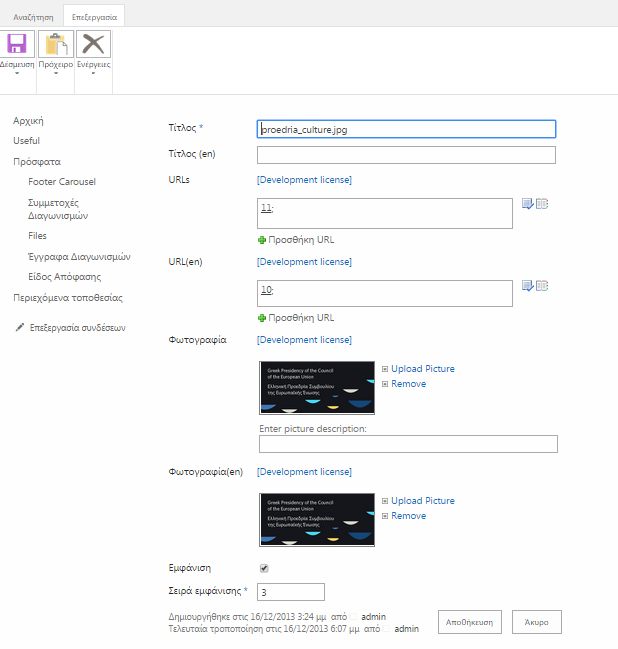 Αναζήτηση
Επεξεργασία
Δέσμευση
Πρόχειρο
Ενέργειες
Αρχική
Useful
Πρόσφατα
Footer Carousel
Συμμετοχές
Διαγωνισμών
Files
Έγγραφα Διαγωνισμών
Είδος Απόφασης
Περιεχόμενα τοποθεσίας
Επεξεργασία συνδέσεων
Τίτλος *
proedria_culture.jpg
Τίτλος (en)
URLs
[Development license]
11;
Προσθήκη URL
URL(en)
[Development license]
10;
Προσθήκη URL
Φωτογραφία
[Development license]
Greek Presidency of the Council
of the European Union
Ελληνική Προεδρία Συμβουλίου
της Ευρωπαϊκής Ένωσης
Upload Picture
Remove
Enter picture description:
Φωτογραφία(en)
[Development license]
Greek Presidency of the Council
of the European Union
Ελληνική Προεδρία Συμβουλίου
της Ευρωπαϊκής Ένωσης
Upload Picture
Remove
Εμφάνιση
Σειρά εμφάνισης *
3
Δημιουργήθηκε στις 16/12/2013 3:24 μμ από admin
Τελευταία τροποποίηση στις 16/12/2013 6:07 μμ από admin
Αποθήκευση
Άκυρο